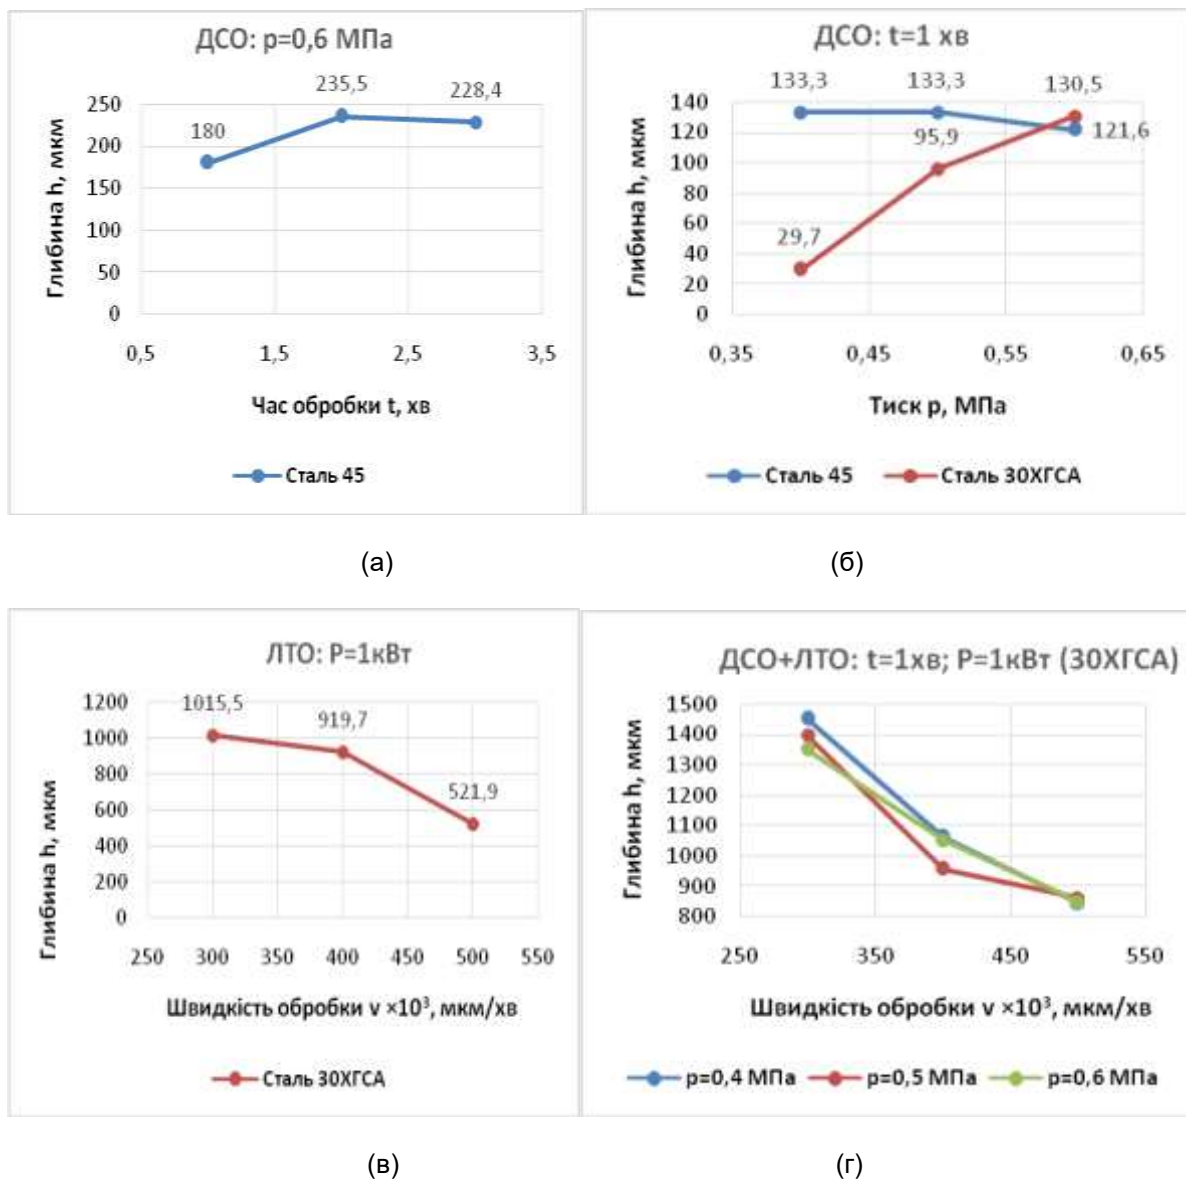 ДСО: p=0,6 МПа
235,5
228,4
180
250
200
150
100
50
0
Глибина h, мкм
0,5
1,5
2,5
3,5
Час обробки t, хв
Сталь 45
ДСО: t=1 хв
133,3
133,3
130,5
140
120
100
80
60
40
20
0
95,9
121,6
29,7
Глибина h, мкм
0,35
0,45
0,55
0,65
Тиск p, МПа
Сталь 45
Сталь 30ХГСА
(а)
(б)
ЛТО: P=1кВт
1200
1000
800
600
400
200
0
1015,5
919,7
521,9
Глибина h, мкм
250 300 350 400 450 500 550
Швидкість обробки v ×10³, мкм/хв
Сталь 30ХГСА
ДСО+ЛТО: t=1хв; P=1кВт (30ХГСА)
1500
1400
1300
1200
1100
1000
900
800
Глибина h, мкм
250
350
450
550
Швидкість обробки v ×10³, мкм/хв
p=0,4 МПа
p=0,5 МПа
p=0,6 МПа
(в)
(г)